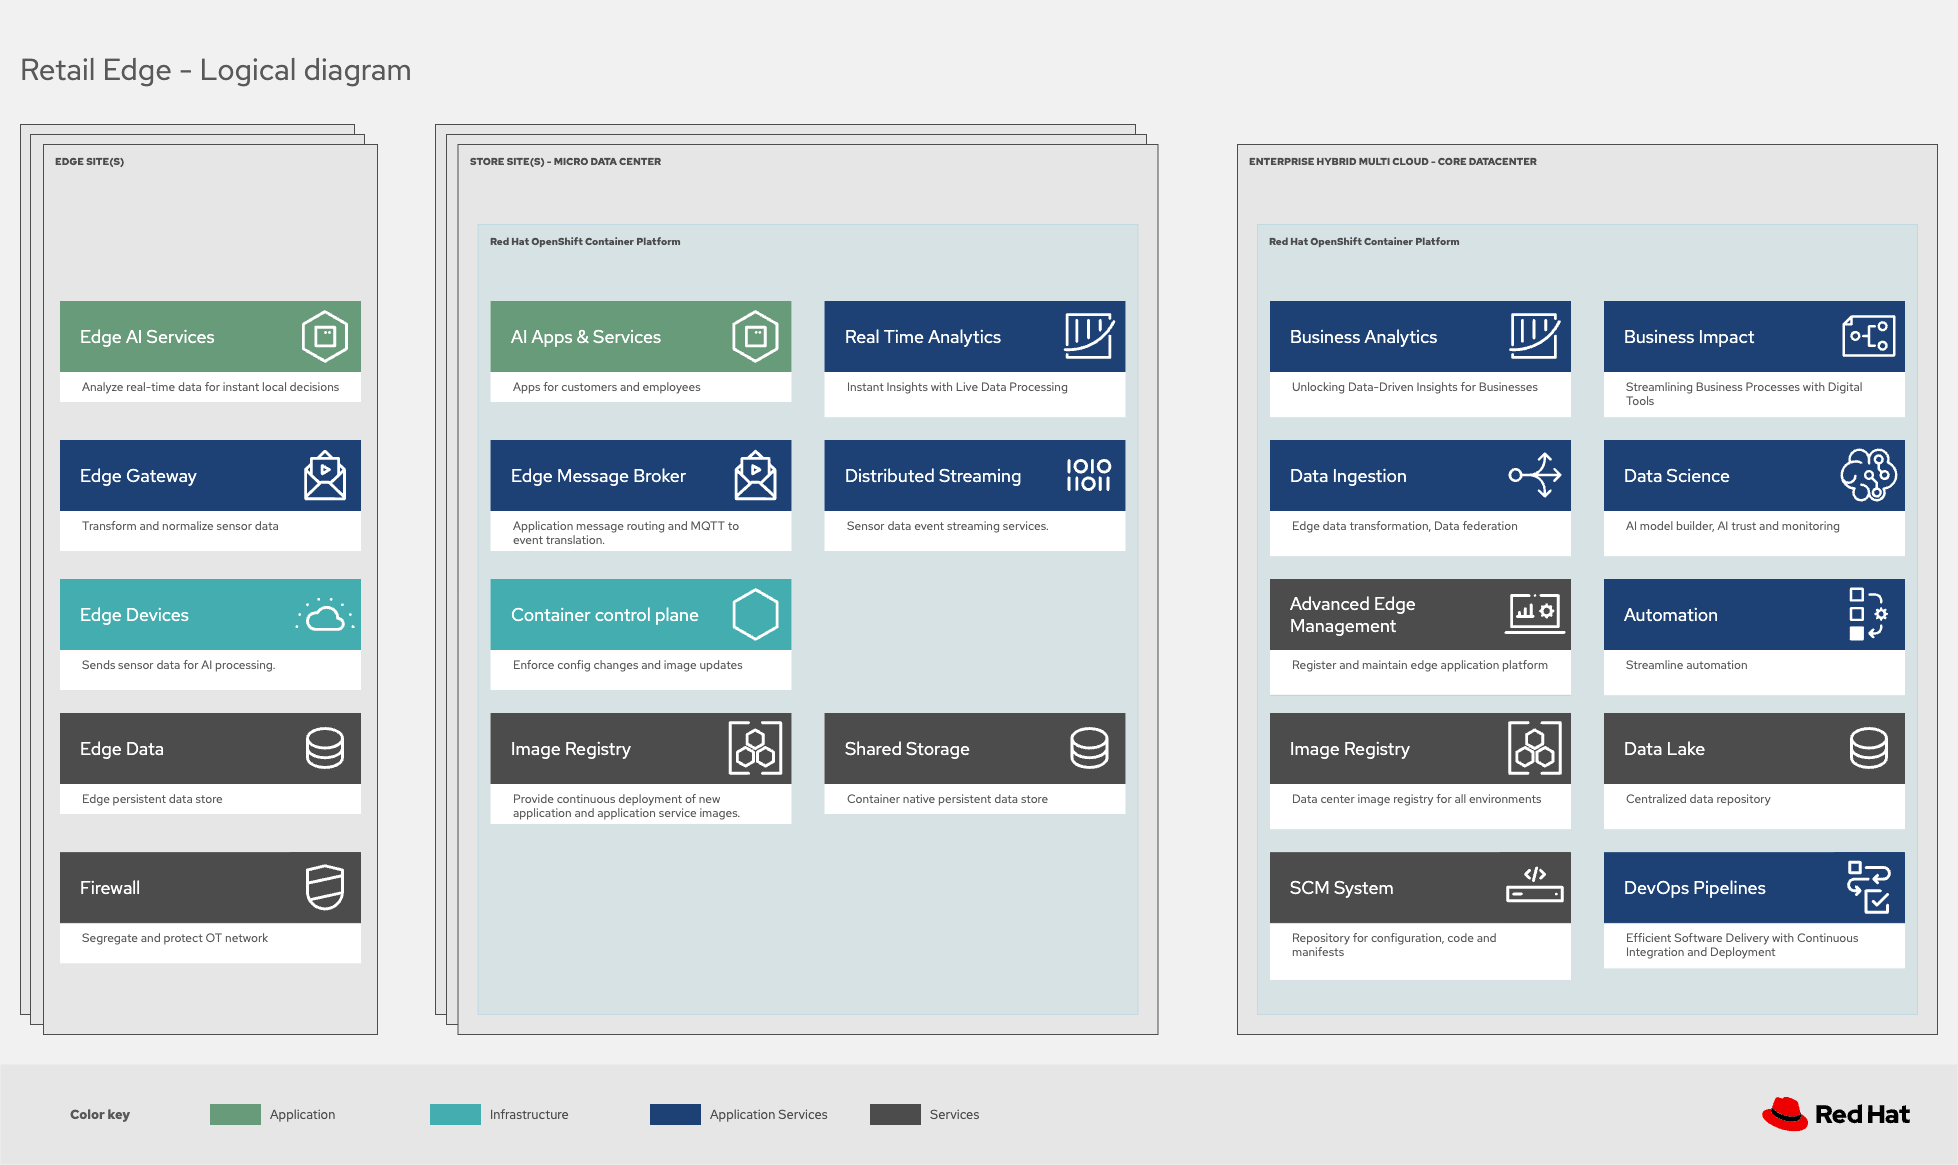 Retail Edge - Logical diagram
EDGE SITE(S)
Edge AI Services
Analyze real-time data for instant local decisions
Edge Gateway
Transform and normalize sensor data
Edge Devices
Sends sensor data for AI processing.
Edge Data
Edge persistent data store
Firewall
Segregate and protect OT network
STORE SITE(S) - MICRO DATA CENTER
Red Hat OpenShift Container Platform
AI Apps & Services
Apps for customers and employees
Real Time Analytics
Instant Insights with Live Data Processing
Edge Message Broker
Application message routing and MQTT to
event translation.
Distributed Streaming
1010
11011
Sensor data event streaming services.
Container control plane
Enforce config changes and image updates
Image Registry
Provide continuous deployment of new
application and application service images.
Shared Storage
Container native persistent data store
ENTERPRISE HYBRID MULTI CLOUD - CORE DATACENTER
Red Hat OpenShift Container Platform
Business Analytics
Unlocking Data-Driven Insights for Businesses
Business Impact
Streamlining Business Processes with Digital
Tools
Data Ingestion
Edge data transformation, Data federation
Data Science
AI model builder, AI trust and monitoring
Advanced Edge
Management
Register and maintain edge application platform
Automation
Streamline automation
Image Registry
Data center image registry for all environments
Data Lake
Centralized data repository
SCM System
</>
Repository for configuration, code and
manifests
DevOps Pipelines
Efficient Software Delivery with Continuous
Integration and Deployment
Color key
Application
Infrastructure
Application Services
Services
Red Hat